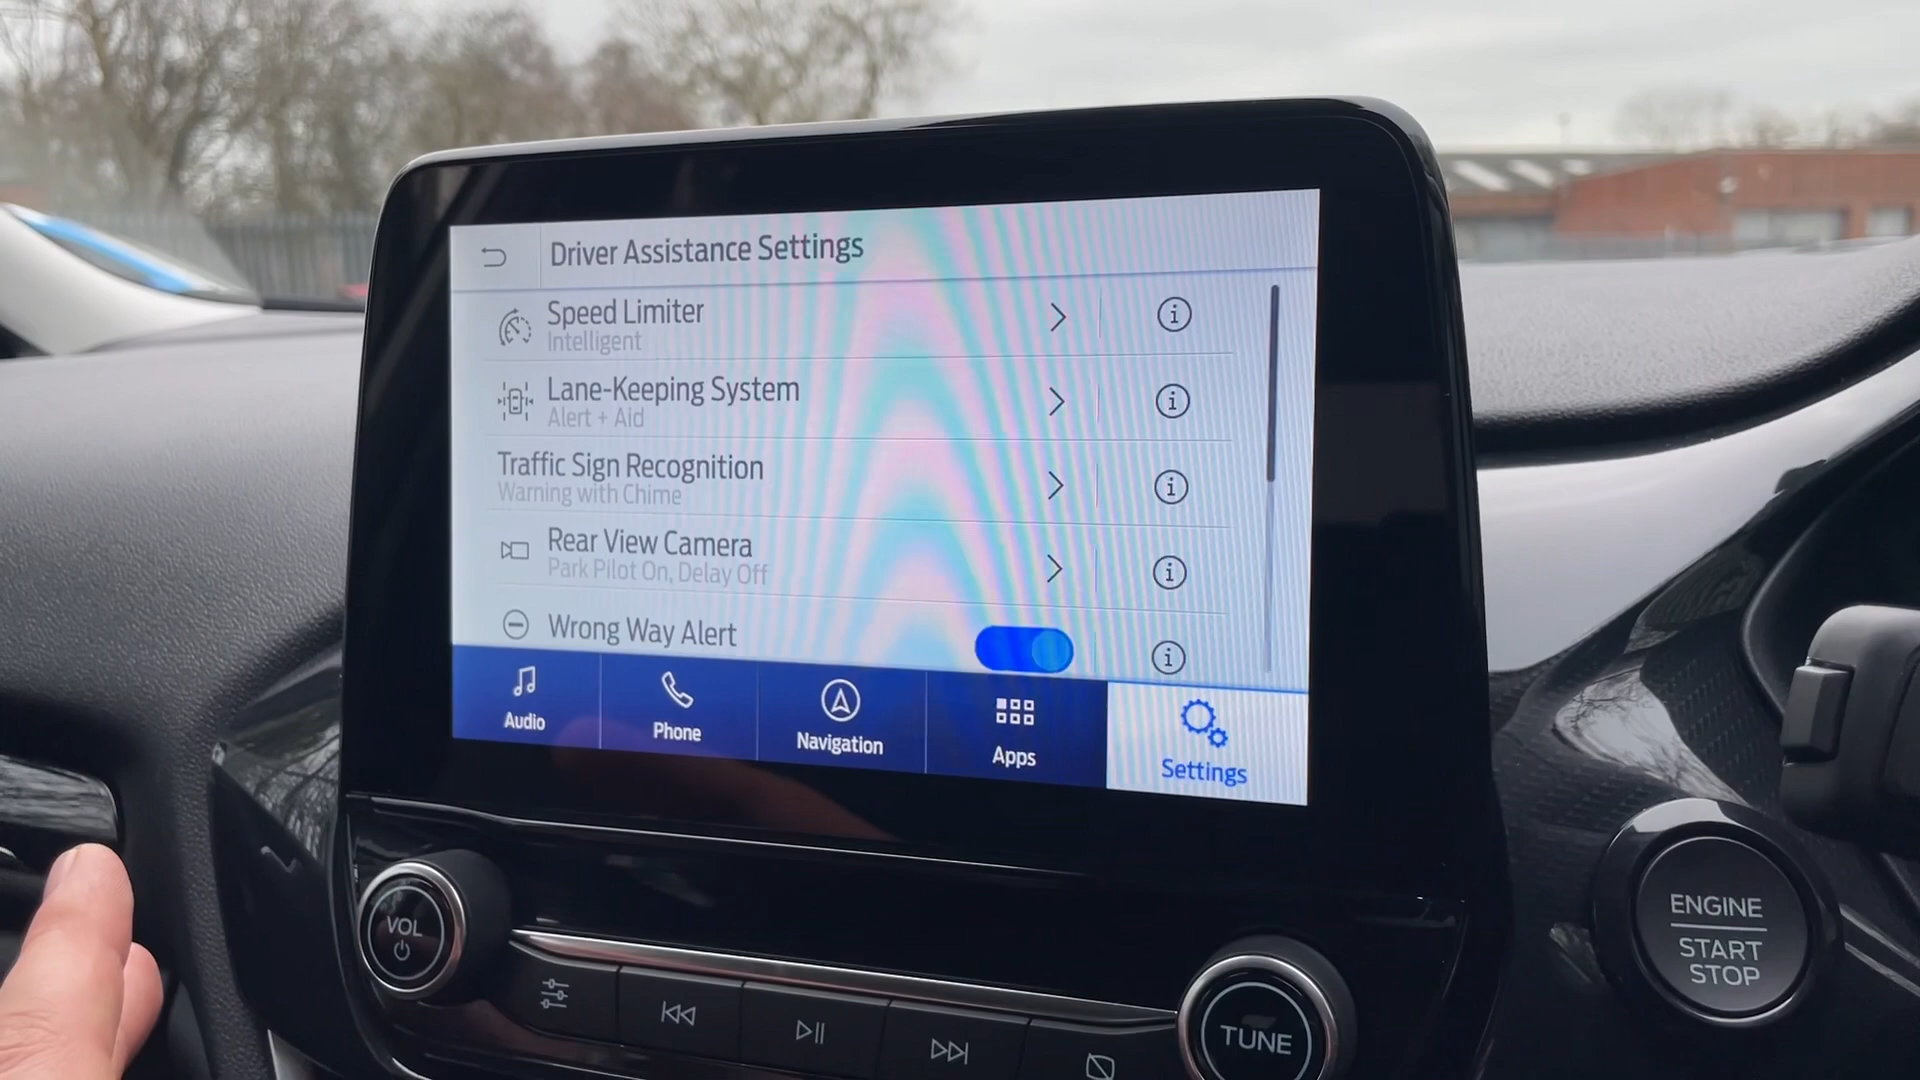 Driver Assistance Settings
Speed Limiter
Intelligent
Lane-Keeping System
Alert + Aid
Traffic Sign Recognition
Warning with Chime
Rear View Camera
Park Pilot On, Delay Off
Wrong Way Alert
Audio
Phone
Navigation
Apps
Settings
VOL
TUNE
ENGINE
START
STOP